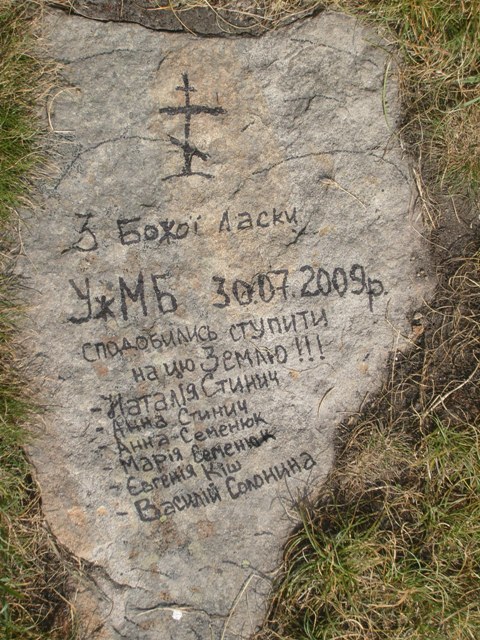 З Божої Ласки
УжМБ 30.07.2009р.
сподобились ступити
на цю Землю!!!
- Наталія Стинич
- Анна Стинич
- Анна Семенюк
- Марія Семенюк
- Євгенія Кіш
- Василій Солонина